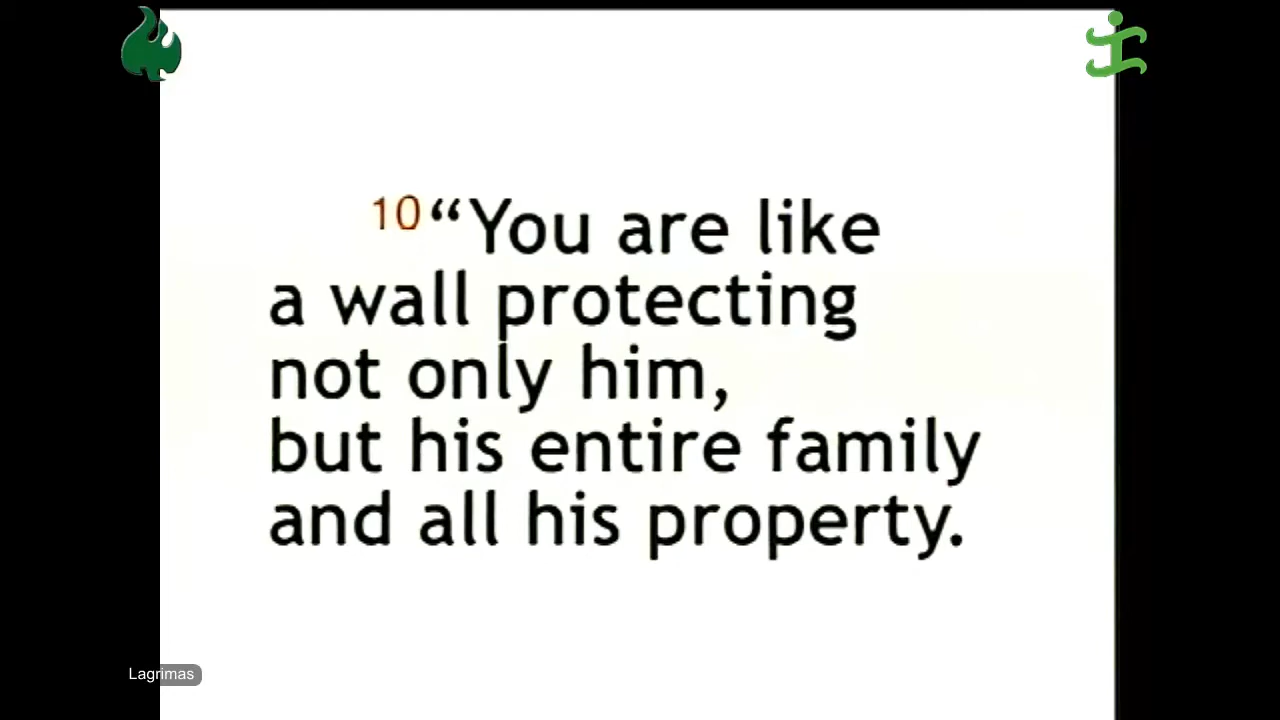 10 “You are like
a wall protecting
not only him,
but his entire family
and all his property.
Lagrimas